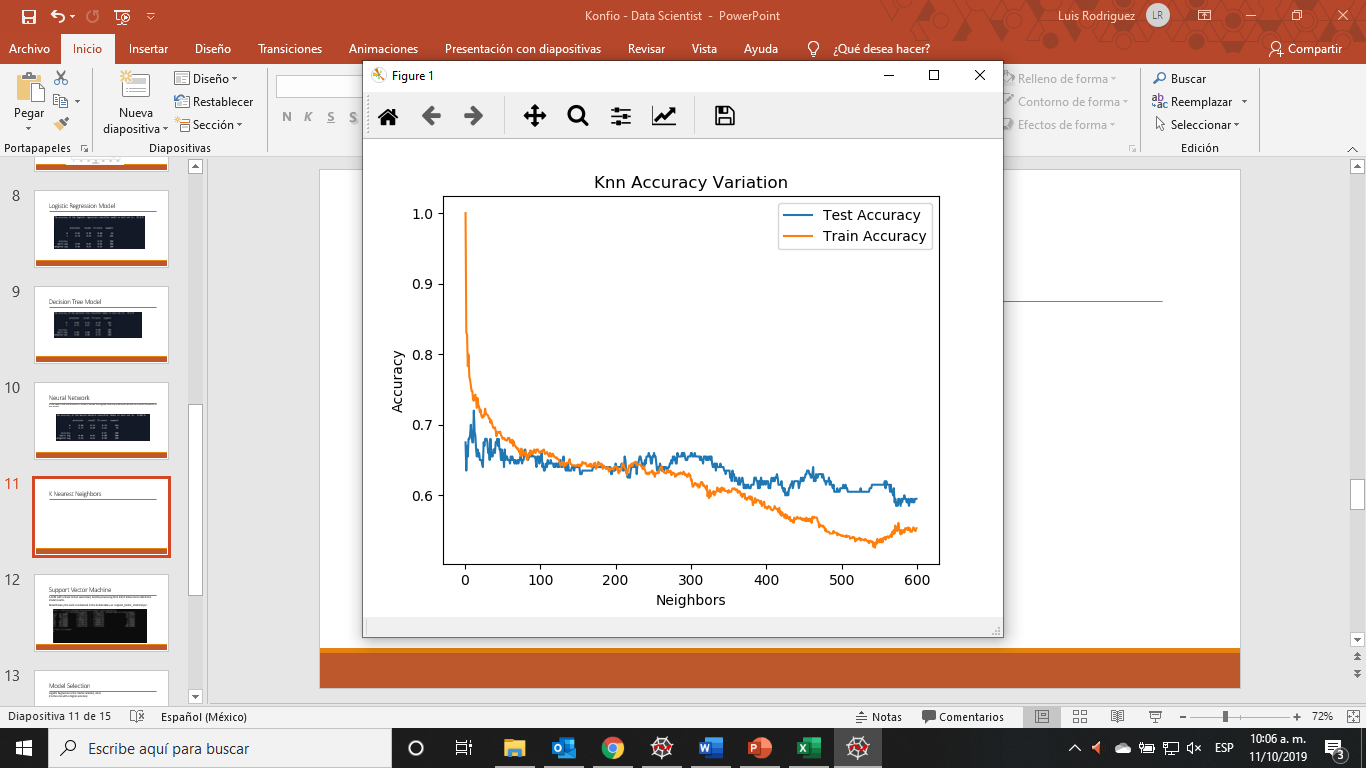 Konfio - Data Scientist - PowerPoint
Luis Rodriguez
LR
Archivo
Inicio
Insertar
Diseño
Transiciones
Animaciones
Presentación con diapositivas
Revisar
Vista
Ayuda
¿Qué desea hacer?
Compartir
Pegar
Portapapeles
Nueva
diapositiva
Diseño
Restablecer
Sección
Diapositivas
N K S S
Relleno de forma
Contorno de forma
Efectos de forma
Buscar
Reemplazar
Seleccionar
Edición
Figure 1
Knn Accuracy Variation
Test Accuracy
Train Accuracy
1.0
0.9
0.8
0.7
0.6
Accuracy
0 100 200 300 400 500 600
Neighbors
8
Logistic Regression Model
9
Decision Tree Model
10
Neural Network
11
K Nearest Neighbors
12
Support Vector Machine
13
Model Selection
Diapositiva 11 de 15
Español (México)
Notas
Comentarios
72%
Escribe aquí para buscar
ESP
10:06 a. m.
11/10/2019
3